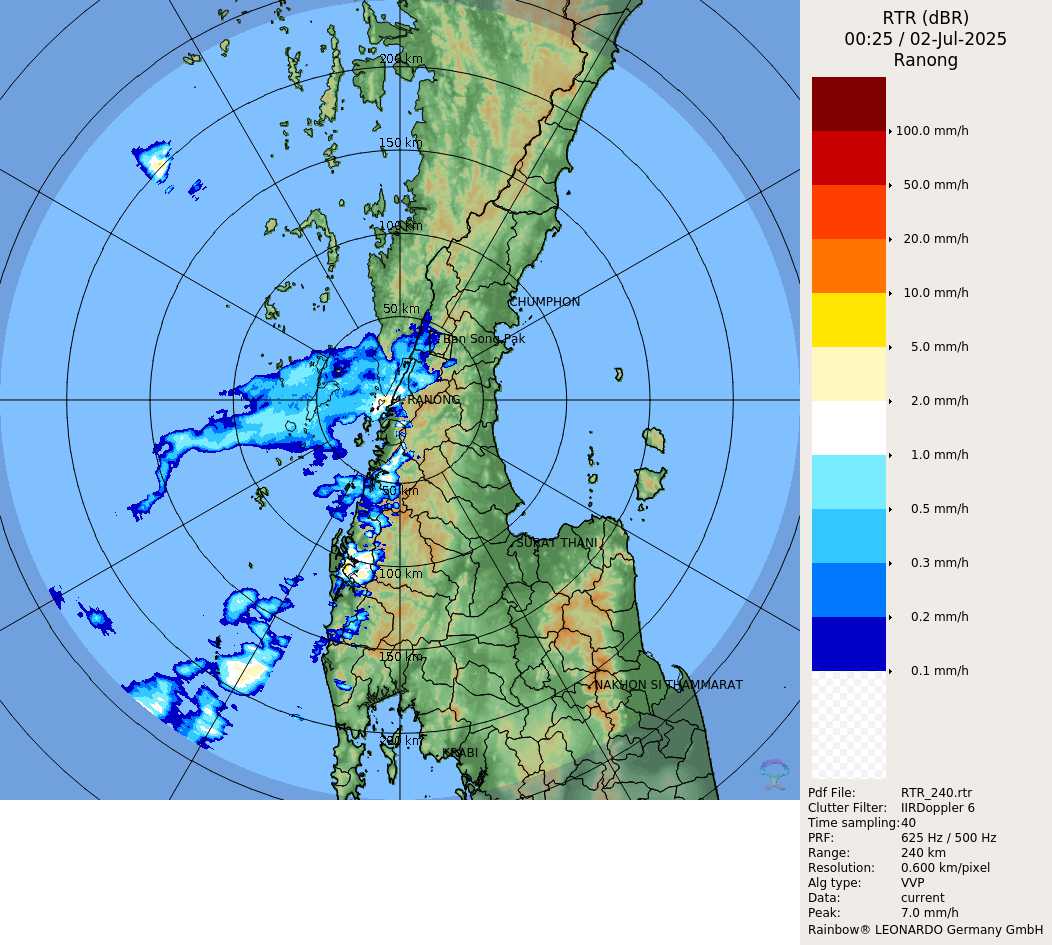 200 km
150 km
100 km
50 km
CHUMPHON
Ban Song Pak
RANONG
50 km
SURAT THANI
100 km
150 km
NAKHON SI THAMMARAT
200 km
KRABI
RTR (dBR)
00:25 / 02-Jul-2025
Ranong
100.0 mm/h
50.0 mm/h
20.0 mm/h
10.0 mm/h
5.0 mm/h
2.0 mm/h
1.0 mm/h
0.5 mm/h
0.3 mm/h
0.2 mm/h
0.1 mm/h
Pdf File: RTR_240.rtr
Clutter Filter: IIRDoppler 6
Time sampling: 40
PRF: 625 Hz / 500 Hz
Range: 240 km
Resolution: 0.600 km/pixel
Alg type: VVP
Data: current
Peak: 7.0 mm/h
Rainbow® LEONARDO Germany GmbH